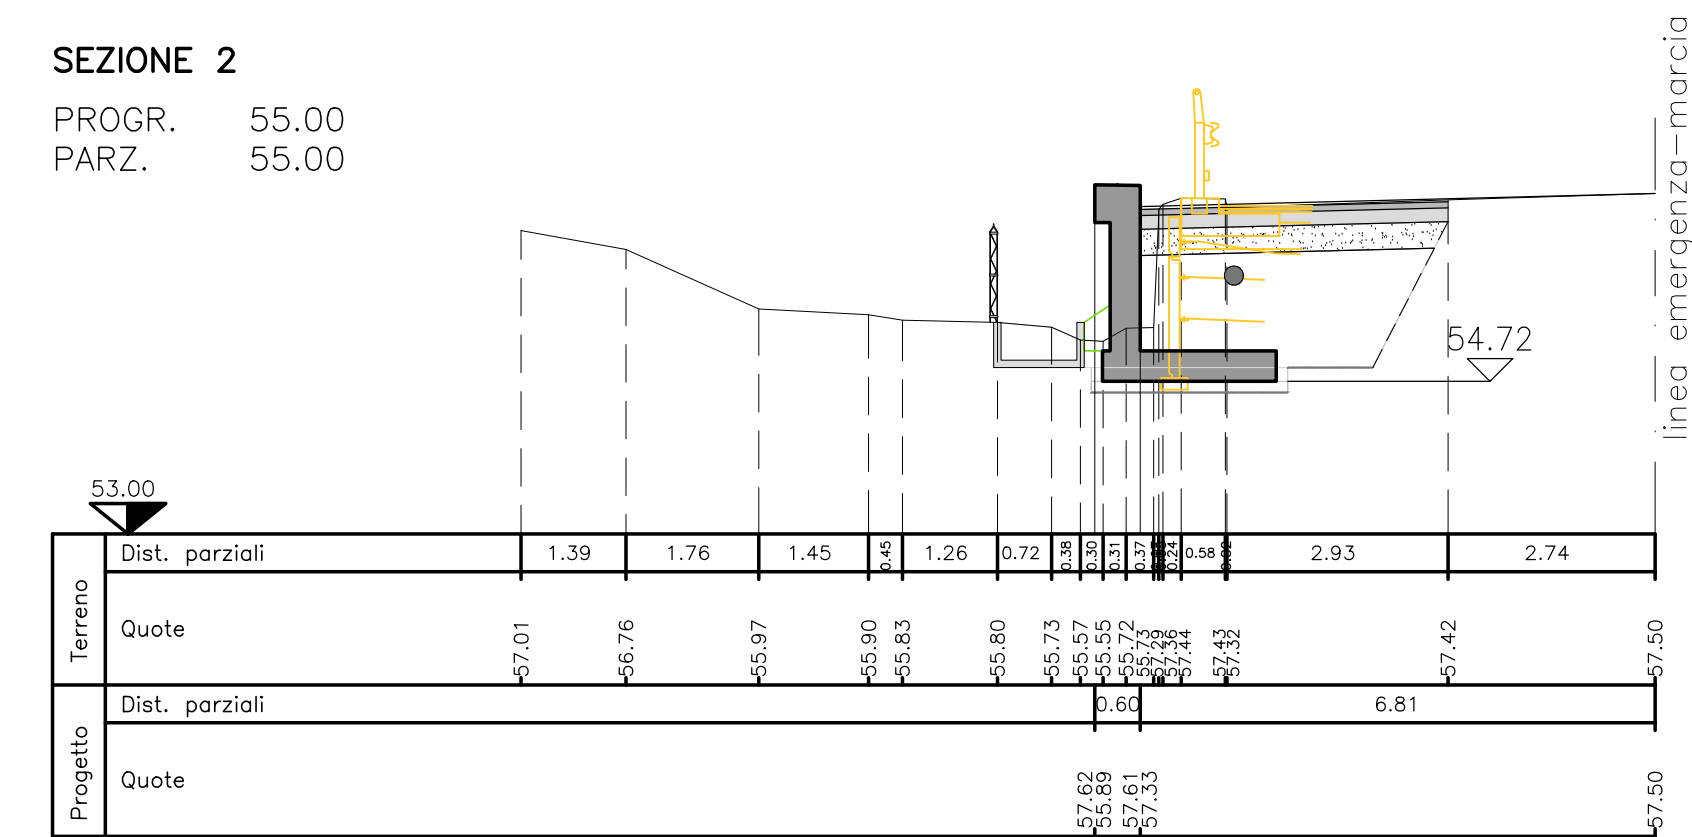 SEZIONE 2
PROGR. 55.00
PARZ. 55.00
linea emergenza-marcia
54.72
53.00
Terreno
Dist. parziali 1.39 1.76 1.45 0.45 1.26 0.72 0.38 0.30 0.31 0.37 0.24 0.58 2.93 2.74
Quote 57.01 56.76 55.97 55.90 55.83 55.80 55.73 55.57 55.55 55.72 55.73 57.29 57.36 57.44 57.43 57.32 57.42 57.50
Progetto
Dist. parziali 0.60 6.81
Quote 57.62 55.89 57.61 57.33 57.50